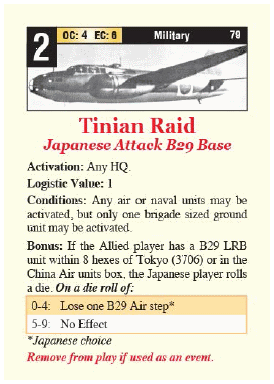 2 OC: 4 EC: 6 Military 79
Tinian Raid
Japanese Attack B29 Base
Activation: Any HQ.
Logistic Value: 1
Conditions: Any air or naval units may be
activated, but only one brigade sized ground
unit may be activated.
Bonus: If the Allied player has a B29 LRB
unit within 8 hexes of Tokyo (3706) or in the
China Air units box, the Japanese player rolls
a die. On a die roll of:
0-4: Lose one B29 Air step*
5-9: No Effect
*Japanese choice
Remove from play if used as an event.